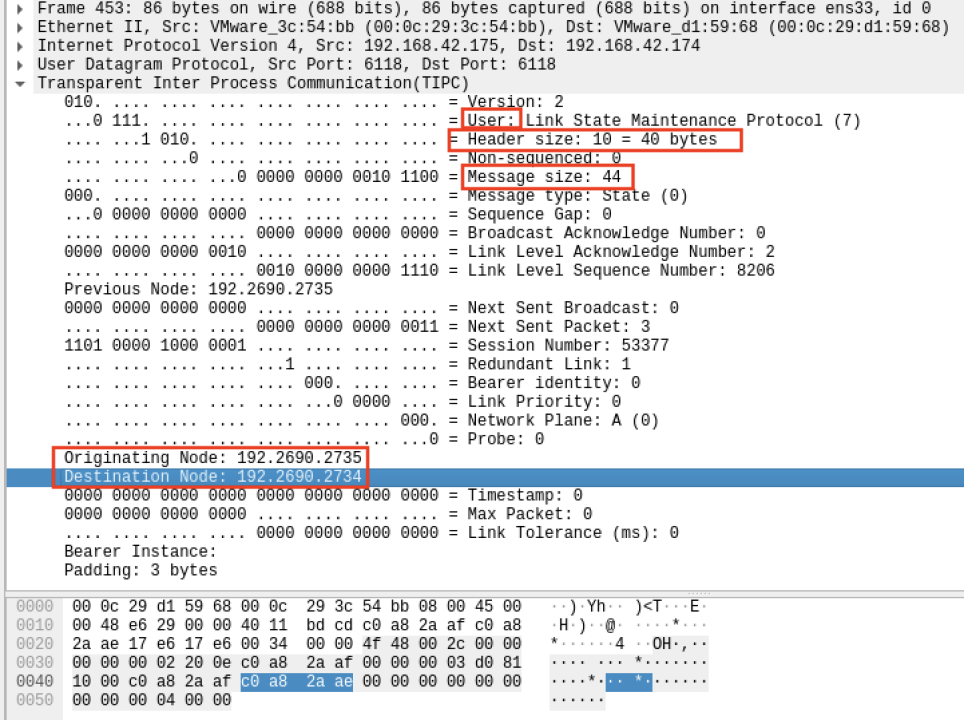 Frame 453: 86 bytes on wire (688 bits), 86 bytes captured (688 bits) on interface ens33, id 0
Ethernet II, Src: VMware_3c:54:bb (00:0c:29:3c:54:bb), Dst: VMware_d1:59:68 (00:0c:29:d1:59:68)
Internet Protocol Version 4, Src: 192.168.42.175, Dst: 192.168.42.174
User Datagram Protocol, Src Port: 6118, Dst Port: 6118
Transparent Inter Process Communication(TIPC)
010. .... .... .... .... .... .... .... = Version: 2
...0 111. .... .... .... .... .... .... = User: Link State Maintenance Protocol (7)
.... ...1 010. .... .... .... .... .... = Header size: 10 = 40 bytes
.... .... ...0 .... .... .... .... .... = Non-sequenced: 0
.... .... .... ...0 0000 0000 0010 1100 = Message size: 44
000. .... .... .... .... .... .... .... = Message type: State (0)
...0 0000 0000 0000 .... .... .... .... = Sequence Gap: 0
.... .... .... .... 0000 0000 0000 0000 = Broadcast Acknowledge Number: 0
0000 0000 0000 0010 .... .... .... .... = Link Level Acknowledge Number: 2
.... .... .... .... 0010 0000 0000 1110 = Link Level Sequence Number: 8206
Previous Node: 192.2690.2735
0000 0000 0000 0000 .... .... .... .... = Next Sent Broadcast: 0
.... .... .... .... 0000 0000 0000 0011 = Next Sent Packet: 3
1101 0000 1000 0001 .... .... .... .... = Session Number: 53377
.... .... .... .... ...1 .... .... .... = Redundant Link: 1
.... .... .... .... .... 000. .... .... = Bearer identity: 0
.... .... .... .... .... ...0 0000 .... = Link Priority: 0
.... .... .... .... .... .... .... 000. = Network Plane: A (0)
.... .... .... .... .... .... .... ...0 = Probe: 0
Originating Node: 192.2690.2735
Destination Node: 192.2690.2734
0000 0000 0000 0000 0000 0000 0000 0000 = Timestamp: 0
0000 0000 0000 0000 .... .... .... .... = Max Packet: 0
.... .... .... .... 0000 0000 0000 0000 = Link Tolerance (ms): 0
Bearer Instance:
Padding: 3 bytes
0000 00 0c 29 d1 59 68 00 0c 29 3c 54 bb 08 00 45 00 ··)·Yh·· )<T···E·
0010 00 48 e6 29 00 00 40 11 bd cd c0 a8 2a af c0 a8 ·H·)··@· ····*···
0020 2a ae 17 e6 17 e6 00 34 00 00 4f 48 00 2c 00 00 *······4 ··OH·,··
0030 00 00 00 02 20 0e c0 a8 2a af 00 00 00 03 d0 81 ···· ··· *·······
0040 10 00 c0 a8 2a af c0 a8 2a ae 00 00 00 00 00 00 ····*··· *·······
0050 00 00 00 04 00 00 ······